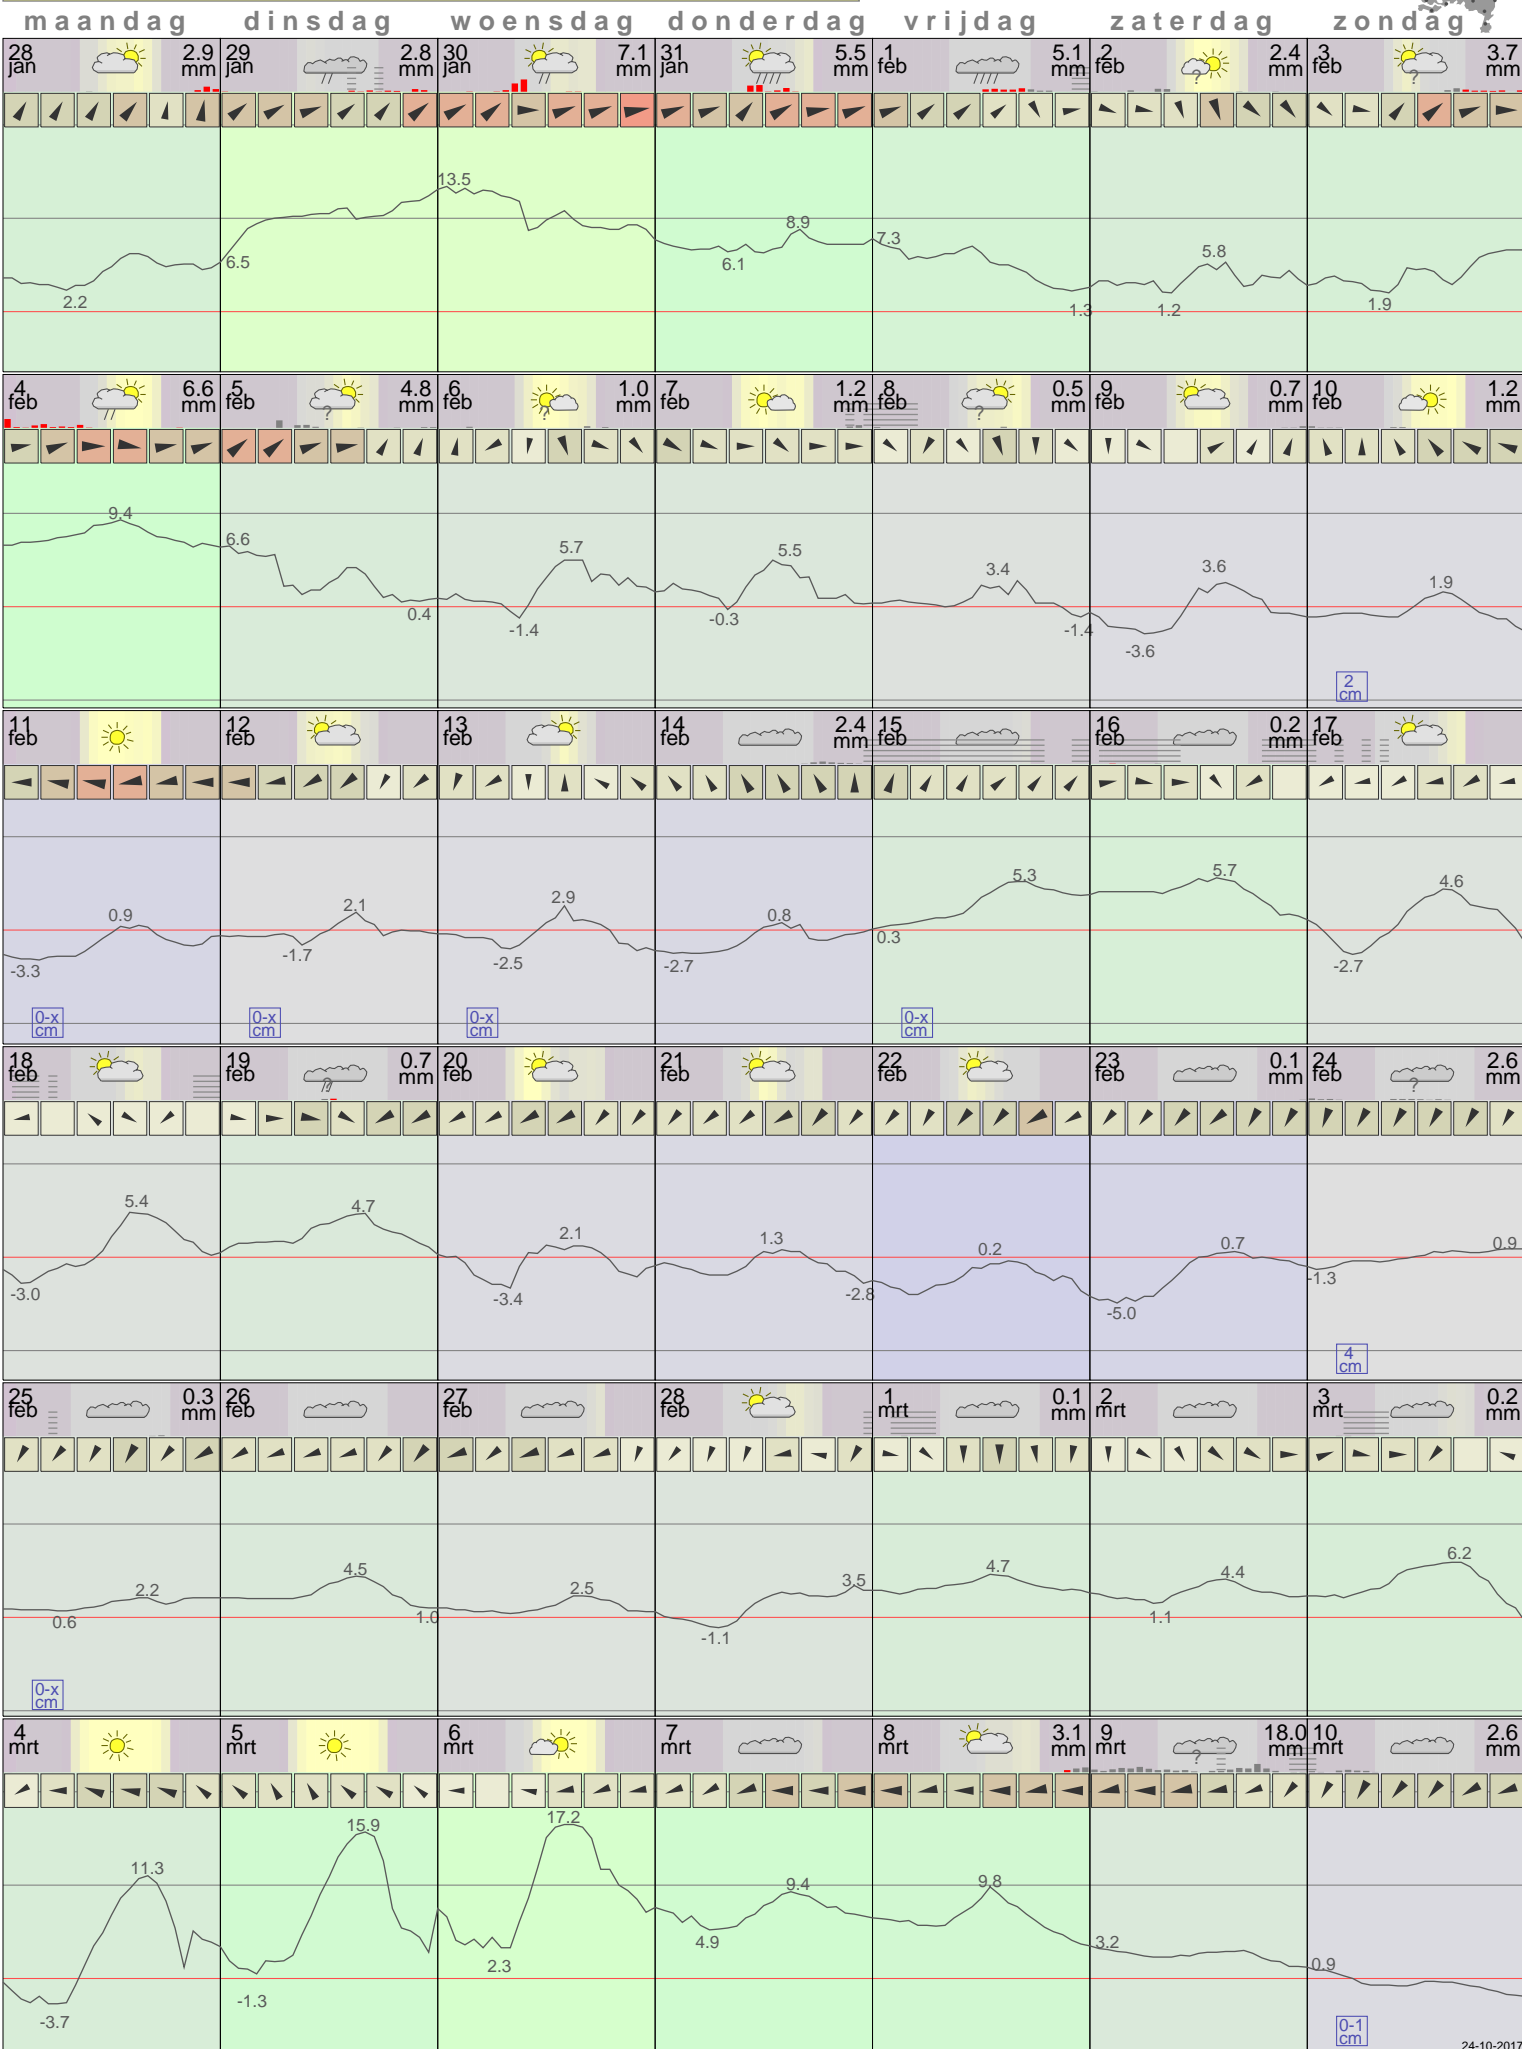 maandag dinsdag woensdag donderdag vrijdag zaterdag zondag
28 jan 2.9 mm
29 jan 2.8 mm
30 jan 7.1 mm
31 jan 5.5 mm
1 feb 5.1 mm
2 feb 2.4 mm
3 feb 3.7 mm
2.2 6.5 13.5 6.1 8.9 7.3 1.3 1.2 5.8 1.9
4 feb 6.6 mm
5 feb 4.8 mm
6 feb 1.0 mm
7 feb 1.2 mm
8 feb 0.5 mm
9 feb 0.7 mm
10 feb 1.2 mm
9.4 6.6 0.4 -1.4 5.7 -0.3 5.5 3.4 -1.4 -3.6 3.6 1.9
2 cm
11 feb
12 feb
13 feb
14 feb 2.4 mm
15 feb
16 feb 0.2 mm
17 feb
-3.3 0.9 -1.7 2.1 -2.5 2.9 -2.7 0.8 0.3 5.3 5.7 -2.7 4.6
0-x cm 0-x cm 0-x cm 0-x cm
18 feb
19 feb 0.7 mm
20 feb
21 feb
22 feb
23 feb 0.1 mm
24 feb 2.6 mm
-3.0 5.4 4.7 -3.4 2.1 1.3 -2.8 0.2 -5.0 0.7 -1.3 0.9
4 cm
25 feb 0.3 mm
26 feb
27 feb
28 feb
1 mrt 0.1 mm
2 mrt
3 mrt 0.2 mm
0.6 2.2 4.5 1.0 2.5 -1.1 3.5 4.7 1.1 4.4 6.2
0-x cm
4 mrt
5 mrt
6 mrt
7 mrt
8 mrt 3.1 mm
9 mrt 18.0 mm
10 mrt 2.6 mm
-3.7 11.3 -1.3 15.9 2.3 17.2 4.9 9.4 9.8 3.2 0.9
0-1 cm
24-10-2017